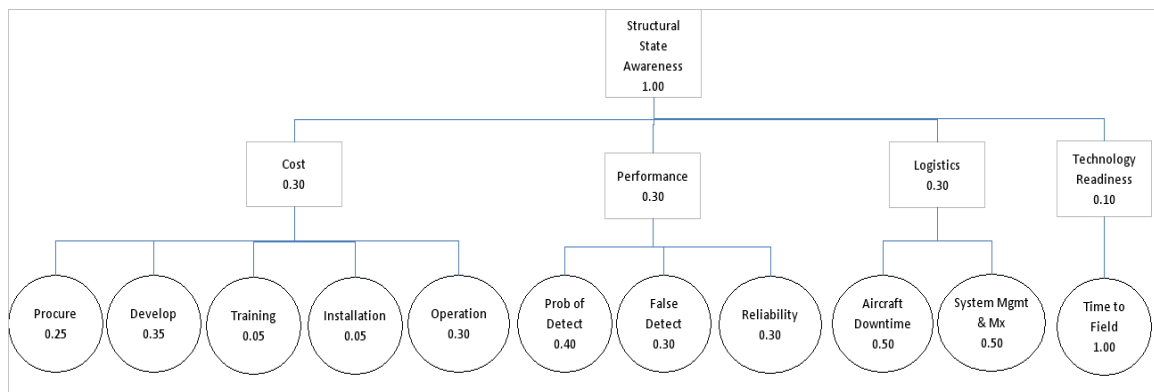 Structural
State
Awareness
1.00
Cost
0.30
Performance
0.30
Logistics
0.30
Technology
Readiness
0.10
Procure
0.25
Develop
0.35
Training
0.05
Installation
0.05
Operation
0.30
Prob of
Detect
0.40
False
Detect
0.30
Reliability
0.30
Aircraft
Downtime
0.50
System Mgmt
& Mx
0.50
Time to
Field
1.00